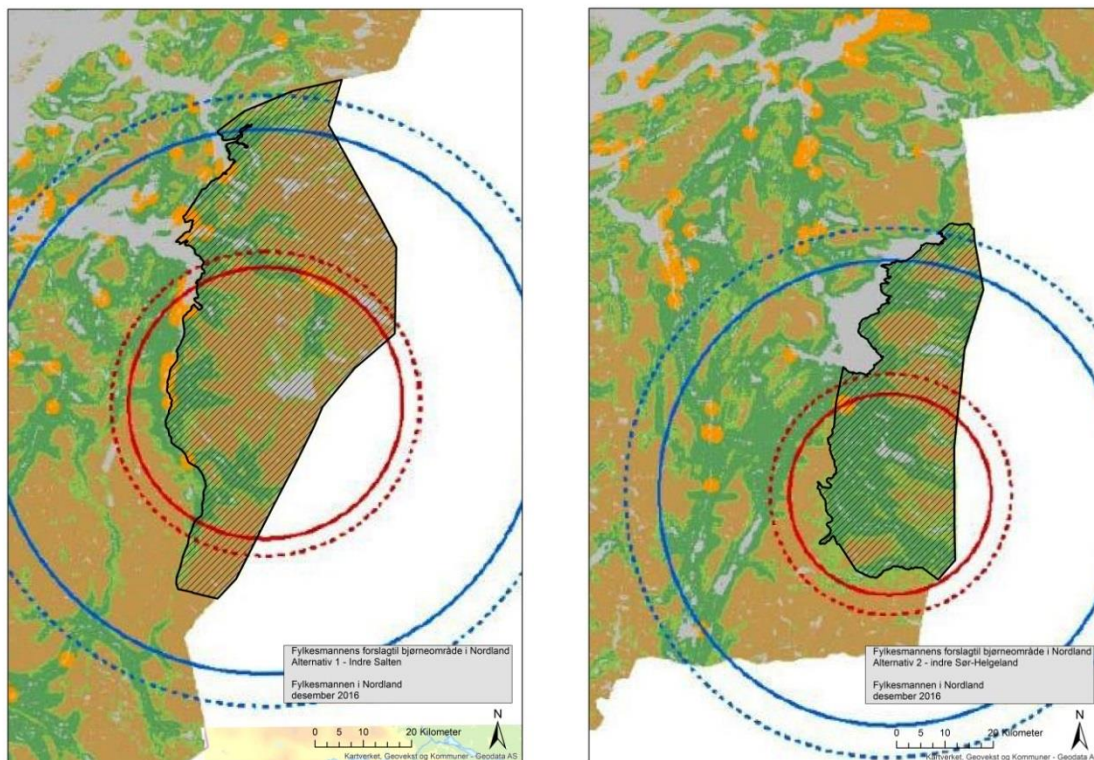 Fylkesmannens forslagtil bjørneområde i Nordland
Alternativ 1 - Indre Salten
Fylkesmannen i Nordland
desember 2016
N
0 5 10 20 Kilometer
Kartverket, Geovekst og Kommuner - Geodata AS
Fylkesmannens forslagtil bjørneområde i Nordland
Alternativ 2 - indre Sør-Helgeland
Fylkesmannen i Nordland
desember 2016
N
0 5 10 20 Kilometer
Kartverket, Geovekst og Kommuner - Geodata AS